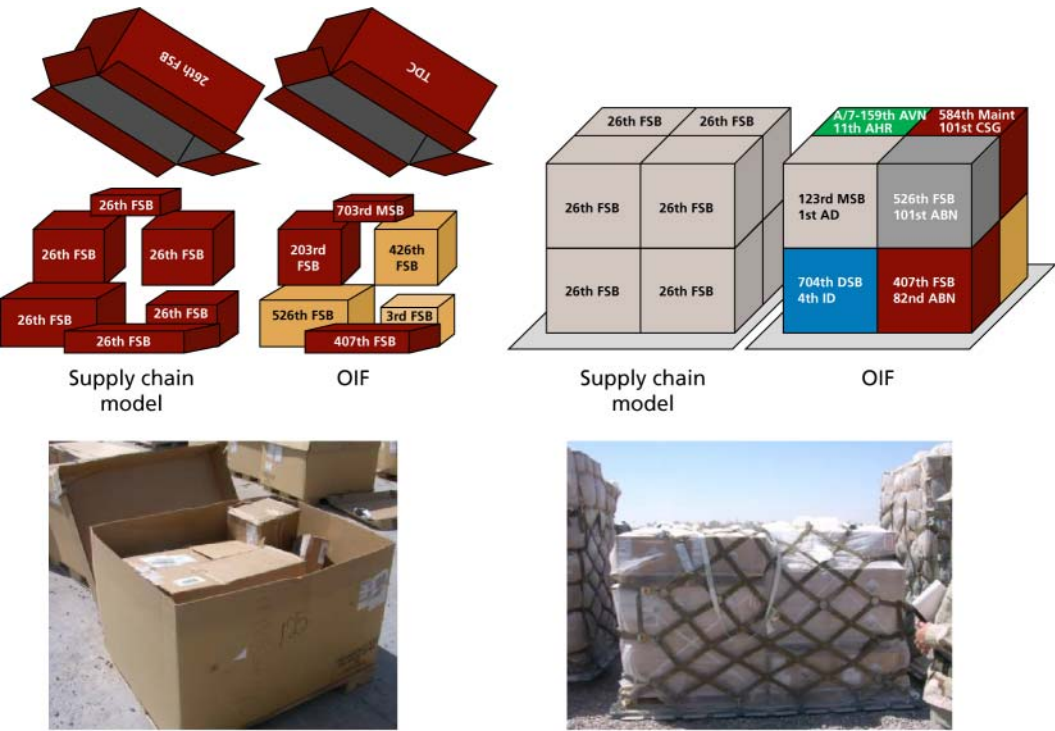 26th FSB
TDC
26th FSB
26th FSB
26th FSB
26th FSB
26th FSB
26th FSB
703rd MSB
203rd
FSB
426th
FSB
526th FSB
3rd FSB
407th FSB
Supply chain
model
OIF
26th FSB
26th FSB
26th FSB
26th FSB
26th FSB
26th FSB
A/7-159th AVN
11th AHR
584th Maint
101st CSG
123rd MSB
1st AD
526th FSB
101st ABN
704th DSB
4th ID
407th FSB
82nd ABN
Supply chain
model
OIF